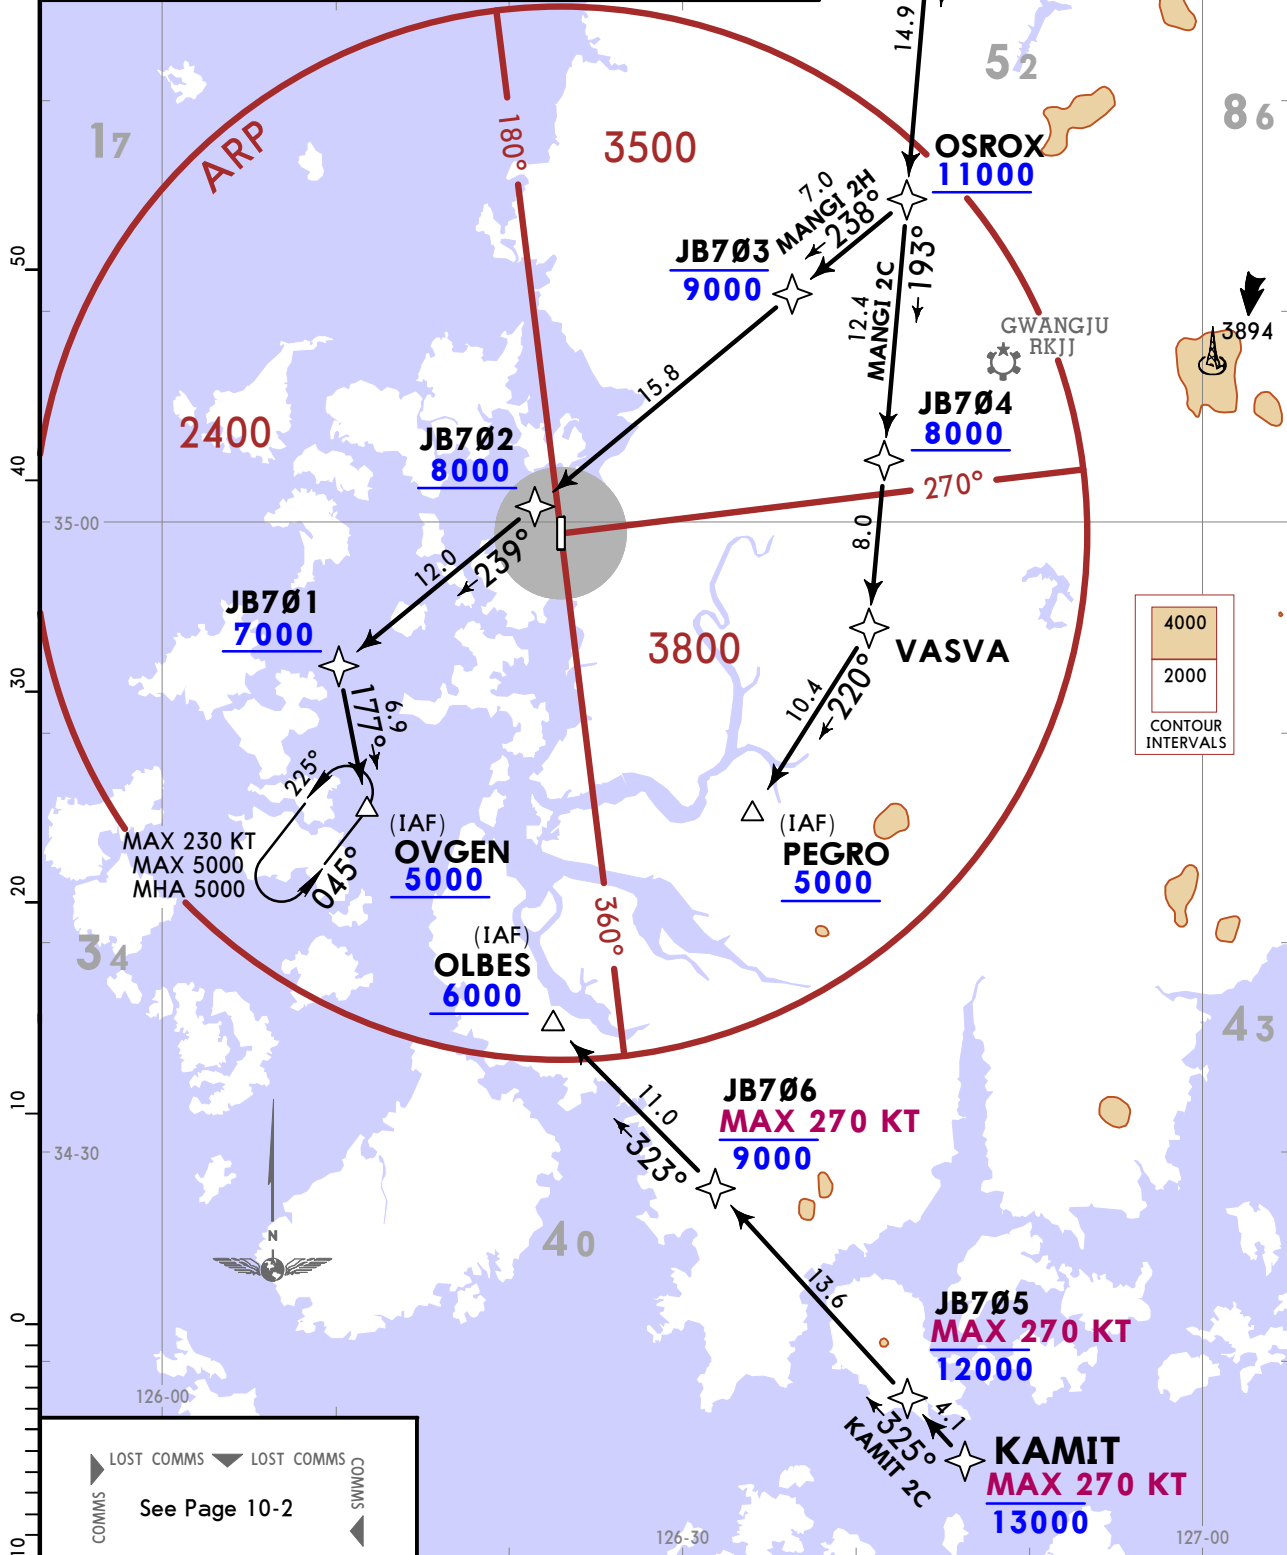 14.9
52
17
86
ARP
180°
3500
OSROX
11000
7.0
MANGI 2H
238°
JB7Ø3
9000
193°
12.4
MANGI 2C
50
GWANGJU
RKJJ
3894
15.8
2400
JB7Ø4
8000
JB7Ø2
8000
40
270°
35-00
8.0
12.0
239°
JB7Ø1
7000
3800
VASVA
4000
2000
CONTOUR
INTERVALS
30
10.4
220°
6.9
177°
225°
MAX 230 KT
MAX 5000
MHA 5000
045°
(IAF)
OVGEN
5000
(IAF)
PEGRO
5000
20
360°
34
(IAF)
OLBES
6000
43
10
11.0
323°
JB7Ø6
MAX 270 KT
9000
34-30
N
40
13.6
0
JB7Ø5
MAX 270 KT
12000
126-00
4.1
325°
KAMIT 2C
KAMIT
MAX 270 KT
13000
LOST COMMS
LOST COMMS
COMMS
COMMS
See Page 10-2
10
126-30
127-00